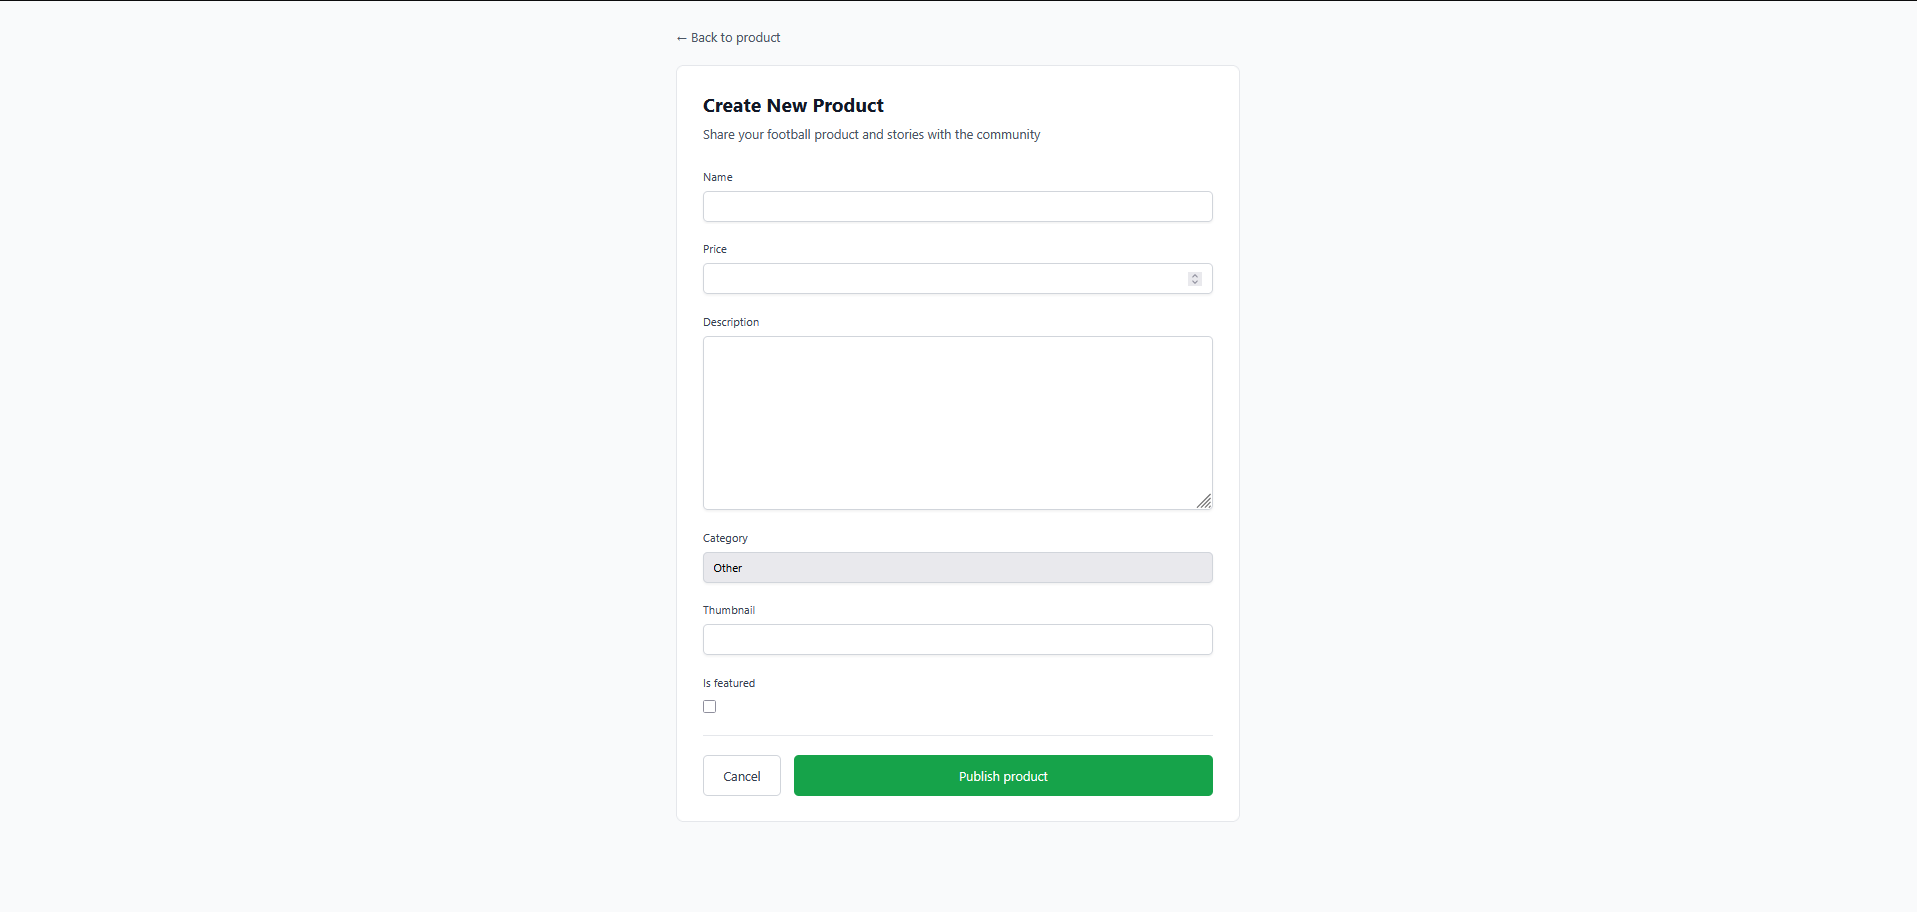 ← Back to product
Create New Product
Share your football product and stories with the community
Name
Price
Description
Category
Other
Thumbnail
Is featured
Cancel
Publish product